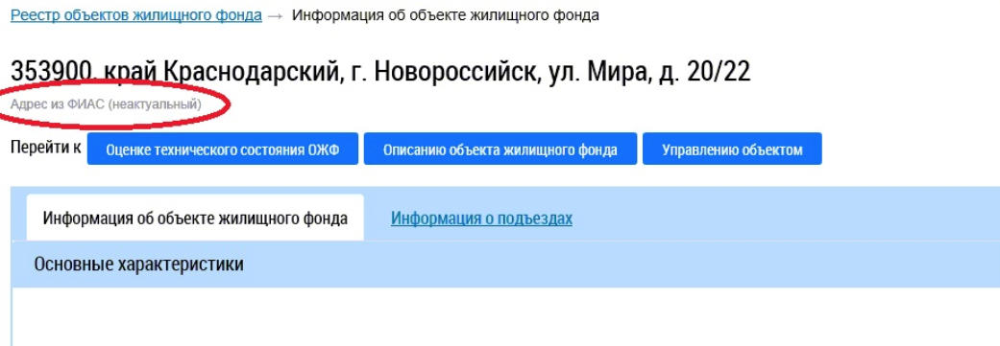 Реестр объектов жилищного фонда → Информация об объекте жилищного фонда
353900, край Краснодарский, г. Новороссийск, ул. Мира, д. 20/22
Адрес из ФИАС (неактуальный)
Перейти к Оценке технического состояния ОЖФ Описанию объекта жилищного фонда Управлению объектом
Информация об объекте жилищного фонда Информация о подъездах
Основные характеристики